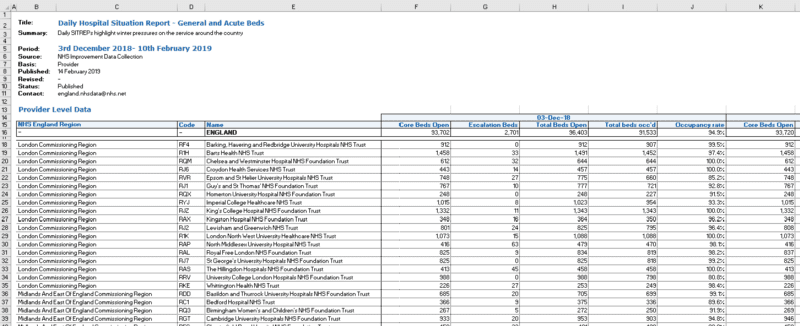 A B C D E F G H I J K
1
2 Title: Daily Hospital Situation Report - General and Acute Beds
3 Summary: Daily SITREPs highlight winter pressures on the service around the country
4
5 Period: 3rd December 2018- 10th February 2019
6 Source: NHS Improvement Data Collection
7 Basis: Provider
8 Published: 14 February 2019
9 Revised: -
10 Status: Published
11 Contact: england.nhsdata@nhs.net
12
13 Provider Level Data
14 03-Dec-18
15 NHS England Region Code Name Core Beds Open Escalation Beds Total Beds Open Total beds occ'd Occupancy rate Core Beds Open
16 - - ENGLAND 93,702 2,701 96,403 91,533 94.9% 93,720
18 London Commissioning Region RF4 Barking, Havering and Redbridge University Hospitals NHS Trust 912 0 912 907 99.5% 912
19 London Commissioning Region R1H Barts Health NHS Trust 1,458 33 1,491 1,452 97.4% 1,458
20 London Commissioning Region RQM Chelsea and Westminster Hospital NHS Foundation Trust 612 32 644 644 100.0% 612
21 London Commissioning Region RJ6 Croydon Health Services NHS Trust 443 14 457 457 100.0% 443
22 London Commissioning Region RVR Epsom and St Helier University Hospitals NHS Trust 748 27 775 660 85.2% 748
23 London Commissioning Region RJ1 Guy's and St Thomas' NHS Foundation Trust 767 10 777 721 92.8% 767
24 London Commissioning Region RQX Homerton University Hospital NHS Foundation Trust 248 0 248 227 91.5% 248
25 London Commissioning Region RYJ Imperial College Healthcare NHS Trust 1,015 8 1,023 954 93.3% 1,015
26 London Commissioning Region RJZ King's College Hospital NHS Foundation Trust 1,332 11 1,343 1,343 100.0% 1,332
27 London Commissioning Region RAX Kingston Hospital NHS Foundation Trust 348 16 364 350 96.2% 348
28 London Commissioning Region RJ2 Lewisham and Greenwich NHS Trust 801 24 825 795 96.4% 808
29 London Commissioning Region R1K London North West University Healthcare NHS Trust 1,073 15 1,088 1,088 100.0% 1,073
30 London Commissioning Region RAP North Middlesex University Hospital NHS Trust 416 63 479 470 98.1% 416
31 London Commissioning Region RAL Royal Free London NHS Foundation Trust 825 9 834 819 98.2% 837
32 London Commissioning Region RJ7 St George's University Hospitals NHS Foundation Trust 825 0 825 818 99.2% 825
33 London Commissioning Region RAS The Hillingdon Hospitals NHS Foundation Trust 413 45 458 458 100.0% 413
34 London Commissioning Region RRV University College London Hospitals NHS Foundation Trust 988 0 988 796 80.6% 988
35 London Commissioning Region RKE Whittington Health NHS Trust 226 27 253 249 98.4% 226
36 Midlands And East Of England Commissioning Region RDD Basildon and Thurrock University Hospitals NHS Foundation Trust 685 20 705 699 99.1% 685
37 Midlands And East Of England Commissioning Region RC1 Bedford Hospital NHS Trust 366 9 375 336 89.6% 366
38 Midlands And East Of England Commissioning Region RQ3 Birmingham Women's and Children's NHS Foundation Trust 267 5 272 250 91.9% 269
39 Midlands And East Of England Commissioning Region RGT Cambridge University Hospitals NHS Foundation Trust 933 20 953 903 94.8% 946